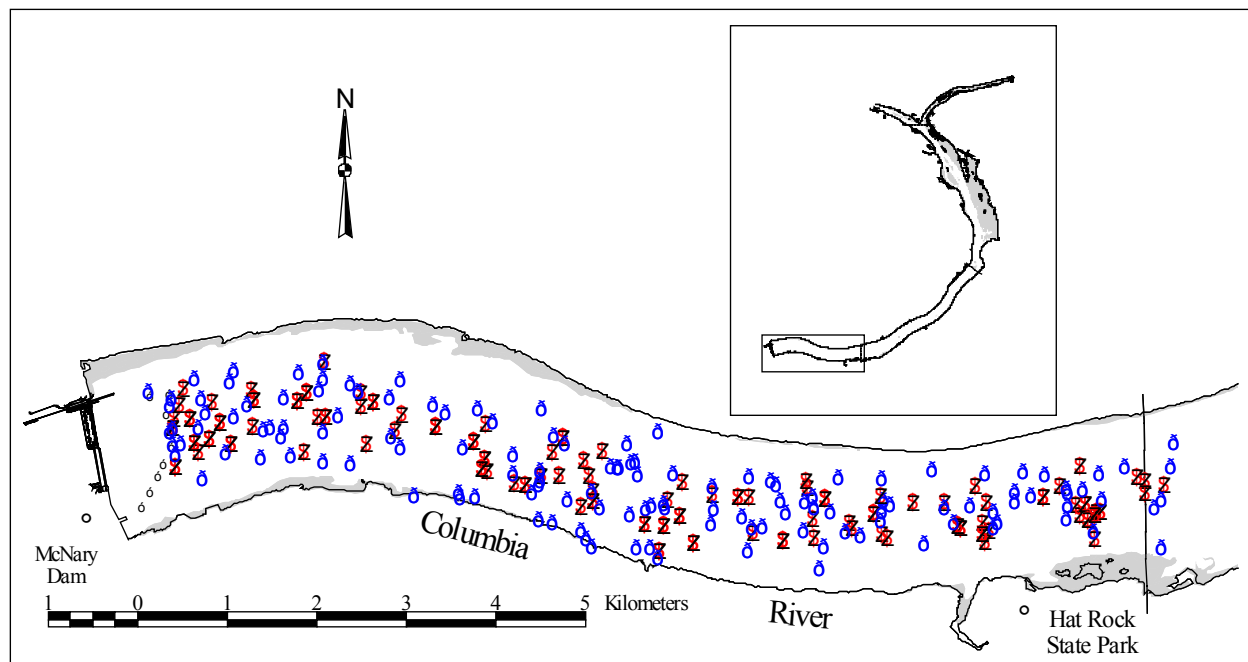 N
McNary
Dam
Columbia
River
Hat Rock
State Park
1 0 1 2 3 4 5 Kilometers